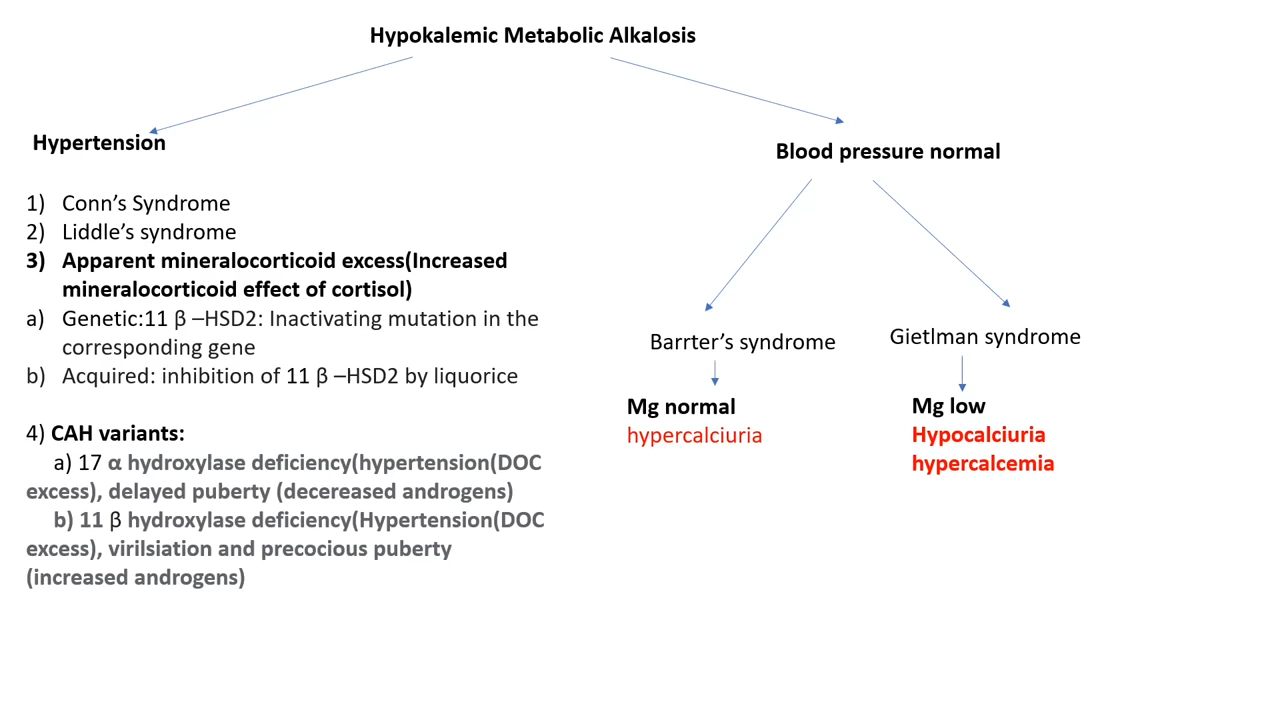 Hypokalemic Metabolic Alkalosis
Hypertension
1) Conn’s Syndrome
2) Liddle’s syndrome
3) Apparent mineralocorticoid excess(Increased
mineralocorticoid effect of cortisol)
a) Genetic:11 β –HSD2: Inactivating mutation in the
corresponding gene
b) Acquired: inhibition of 11 β –HSD2 by liquorice
4) CAH variants:
a) 17 α hydroxylase deficiency(hypertension(DOC
excess), delayed puberty (decereased androgens)
b) 11 β hydroxylase deficiency(Hypertension(DOC
excess), virilsiation and precocious puberty
(increased androgens)
Blood pressure normal
Barrter’s syndrome
Mg normal
hypercalciuria
Gietlman syndrome
Mg low
Hypocalciuria
hypercalcemia